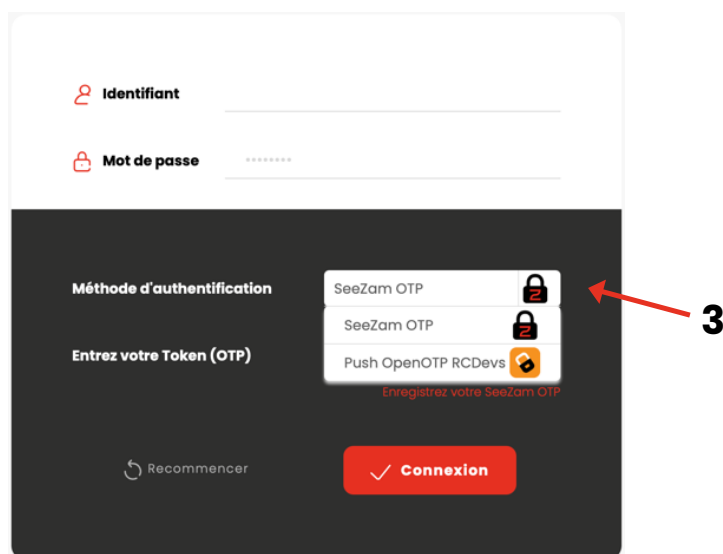 Identifiant
Mot de passe
Méthode d'authentification
SeeZam OTP
SeeZam OTP
Push OpenOTP RCDevs
Entrez votre Token (OTP)
Enregistrez votre SeeZam OTP
Recommencer
Connexion
3